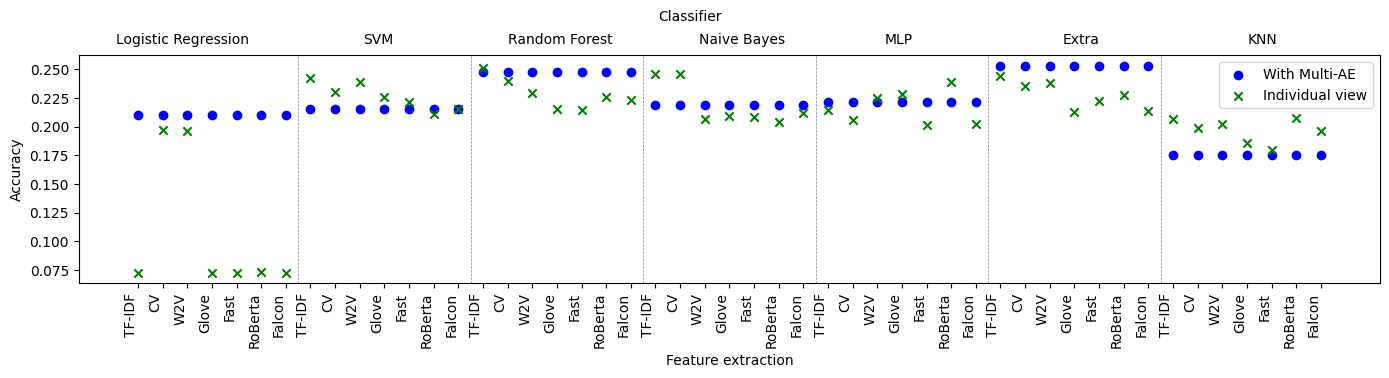 Classifier
Logistic Regression SVM Random Forest Naive Bayes MLP Extra KNN
0.250
0.225
0.200
0.175
0.150
0.125
0.100
0.075
Accuracy
With Multi-AE
Individual view
TF-IDF CV W2V Glove Fast RoBerta Falcon TF-IDF CV W2V Glove Fast RoBerta Falcon TF-IDF CV W2V Glove Fast RoBerta Falcon TF-IDF CV W2V Glove Fast RoBerta Falcon TF-IDF CV W2V Glove Fast RoBerta Falcon TF-IDF CV W2V Glove Fast RoBerta Falcon TF-IDF CV W2V Glove Fast RoBerta Falcon
Feature extraction